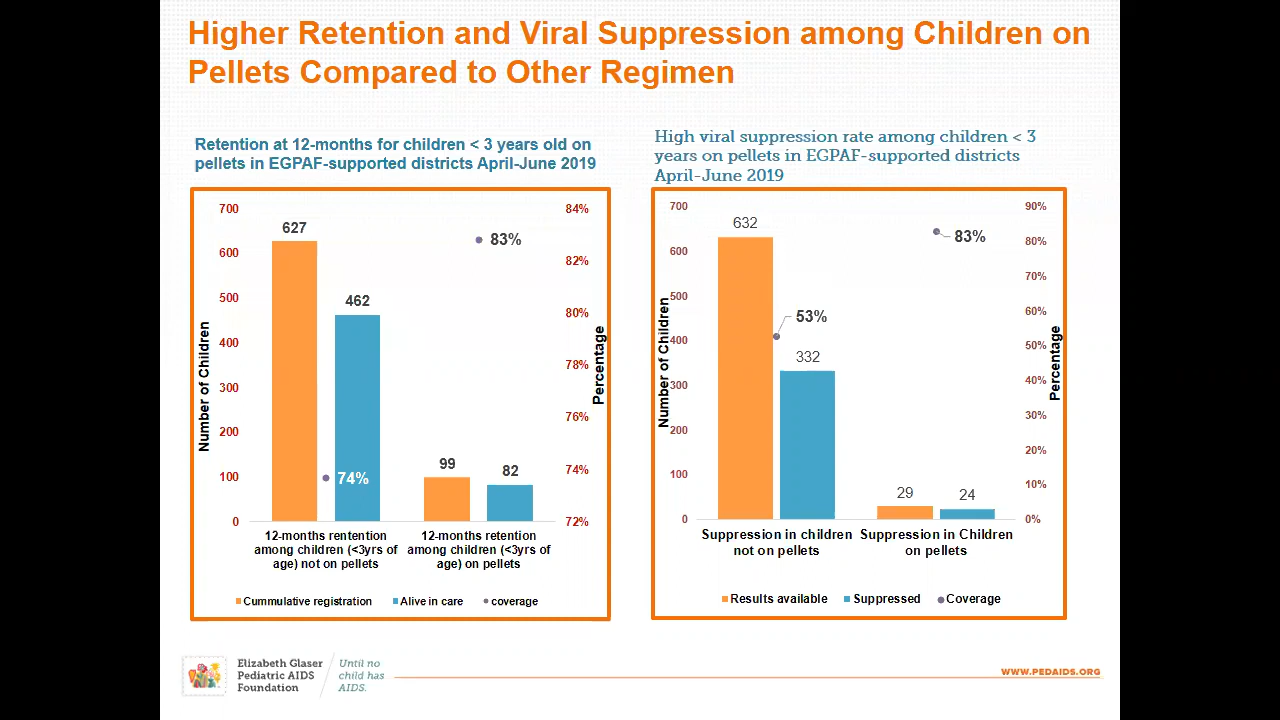 Higher Retention and Viral Suppression among Children on
Pellets Compared to Other Regimen
Retention at 12-months for children < 3 years old on
pellets in EGPAF-supported districts April-June 2019
700
600
500
400
300
200
100
0
Number of Children
627
462
74%
99
82
83%
84%
82%
80%
78%
76%
74%
72%
Percentage
12-months rentention
among children (<3yrs of
age) not on pellets
12-months retention
among children (<3yrs of
age) on pellets
Cummulative registration
Alive in care
coverage
High viral suppression rate among children < 3
years on pellets in EGPAF-supported districts
April-June 2019
700
600
500
400
300
200
100
0
Number of Children
632
53%
332
83%
29
24
90%
80%
70%
60%
50%
40%
30%
20%
10%
0%
Percentage
Suppression in children
not on pellets
Suppression in Children
on pellets
Results available
Suppressed
Coverage
Elizabeth Glaser
Pediatric AIDS
Foundation
Until no
child has
AIDS.
WWW.PEDAIDS.ORG